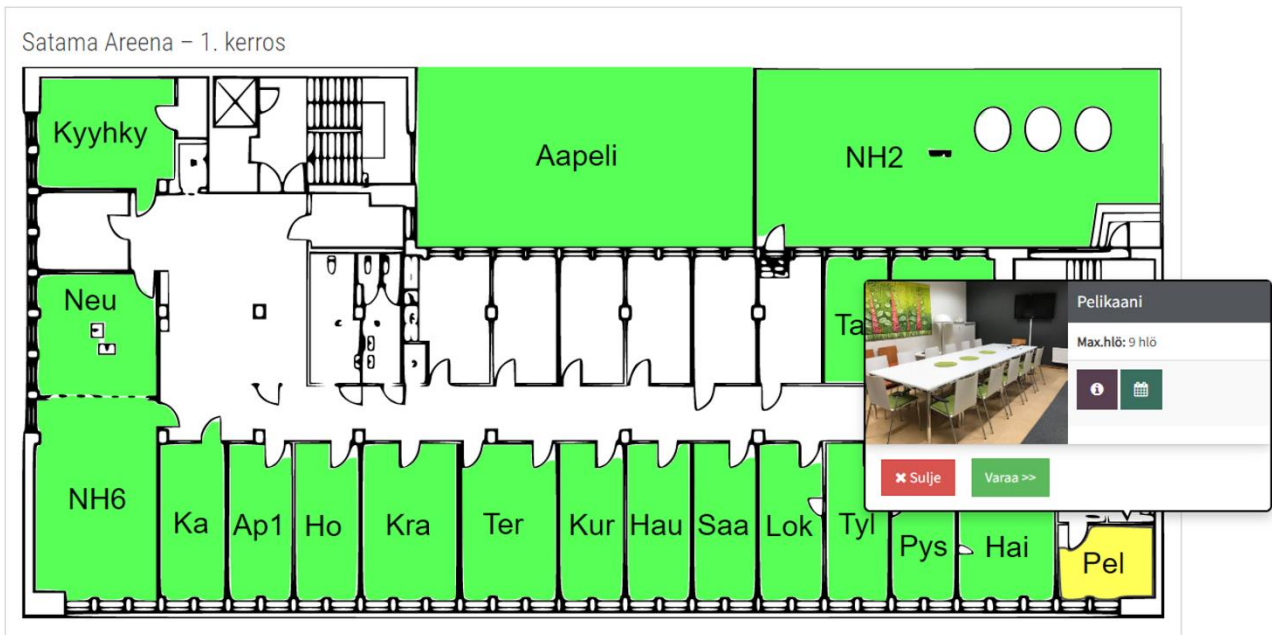 Satama Areena – 1. kerros
Kyyhky
Aapeli
NH2
Neu
Ta
Pelikaani
Max.hlö: 9 hlö
Sulje
Varaa >>
NH6
Ka
Ap1
Ho
Kra
Ter
Kur
Hau
Saa
Lok
Tyl
Pys
Hai
Pel